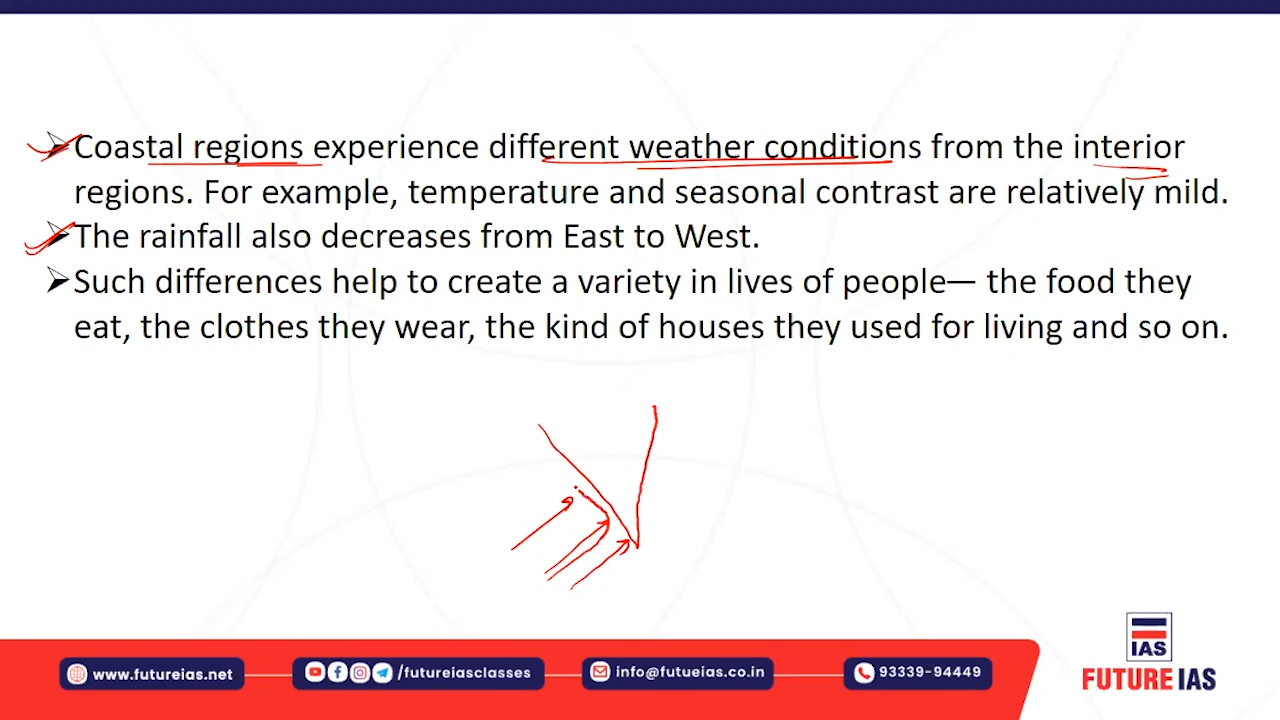 Coastal regions experience different weather conditions from the interior
regions. For example, temperature and seasonal contrast are relatively mild.
The rainfall also decreases from East to West.
Such differences help to create a variety in lives of people— the food they
eat, the clothes they wear, the kind of houses they used for living and so on.
IAS
FUTURE IAS
www.futureias.net
/futureiasclasses
info@futueias.co.in
93339-94449